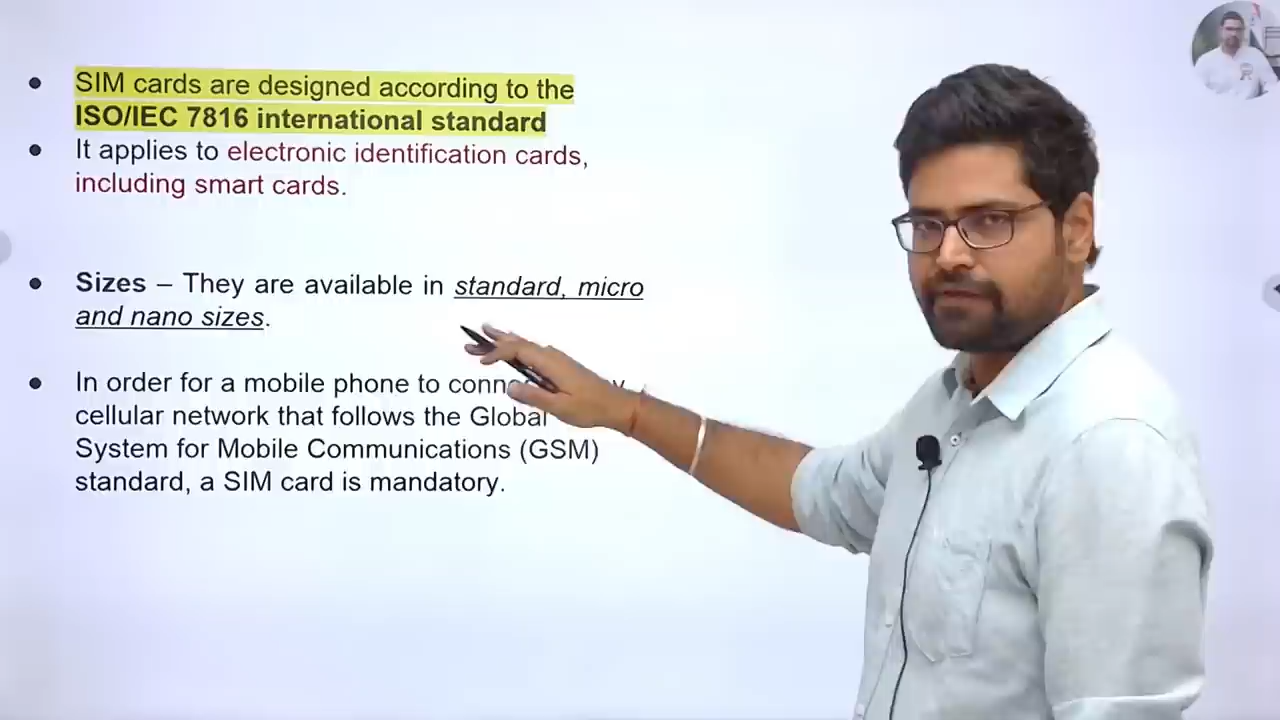 SIM cards are designed according to the
ISO/IEC 7816 international standard
It applies to electronic identification cards,
including smart cards.
Sizes – They are available in standard, micro
and nano sizes.
In order for a mobile phone to
cellular network that follows the Global
System for Mobile Communications (GSM)
standard, a SIM card is mandatory.